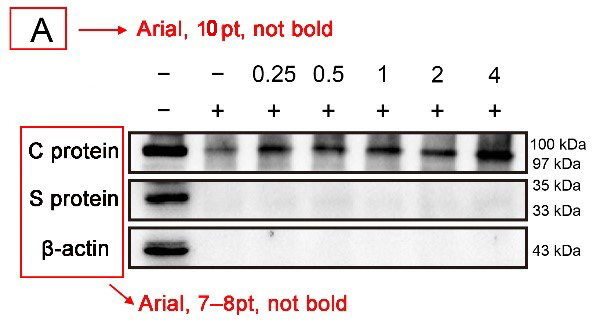 A Arial, 10pt, not bold
– – 0.25 0.5 1 2 4
– + + + + + +
C protein 100 kDa
97 kDa
S protein 35 kDa
33 kDa
β-actin 43 kDa
Arial, 7–8pt, not bold